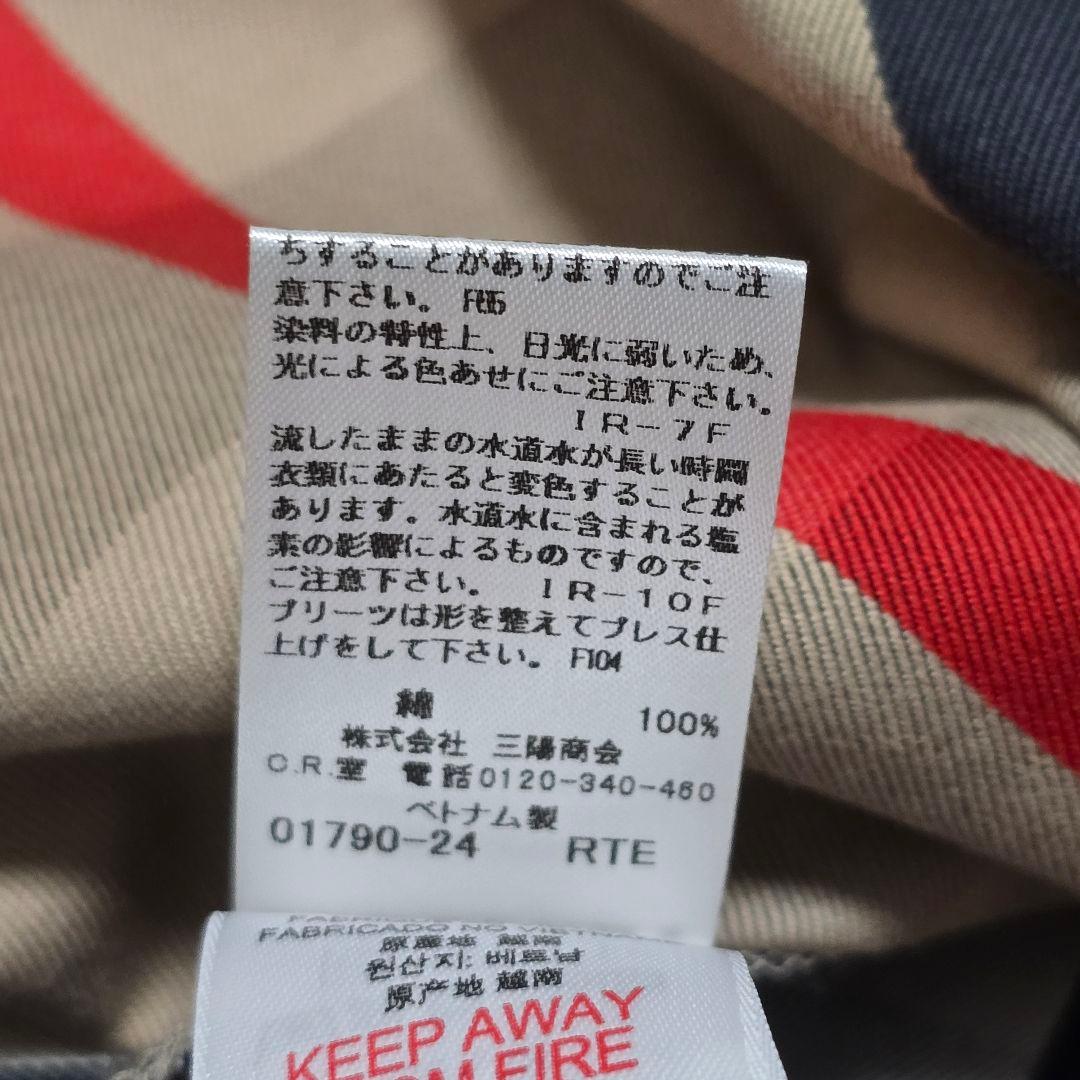 ちすることがありますのでご注
意下さい。
染料の特性上、日光に弱いため、
光による色あせにご注意下さい。
IR-7F
流したままの水道水が長い時間
衣類にあたると変色することが
あります。水道水に含まれる塩
素の影響によるものですので、
ご注意下さい。 IR-10F
プリーツは形を整えてプレス仕
上げをして下さい。 F104
綿 100%
株式会社 三陽商会
C.R.室 電話0120-340-460
ベトナム製
01790-24 RTE
FABRICADO NO
原産地 越南
원산지: 베트남
原产地 越南
KEEP AWAY
FIRE